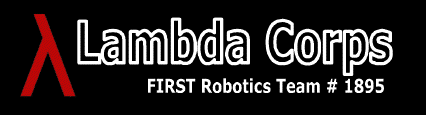 λ Lambda Corps
FIRST Robotics Team # 1895